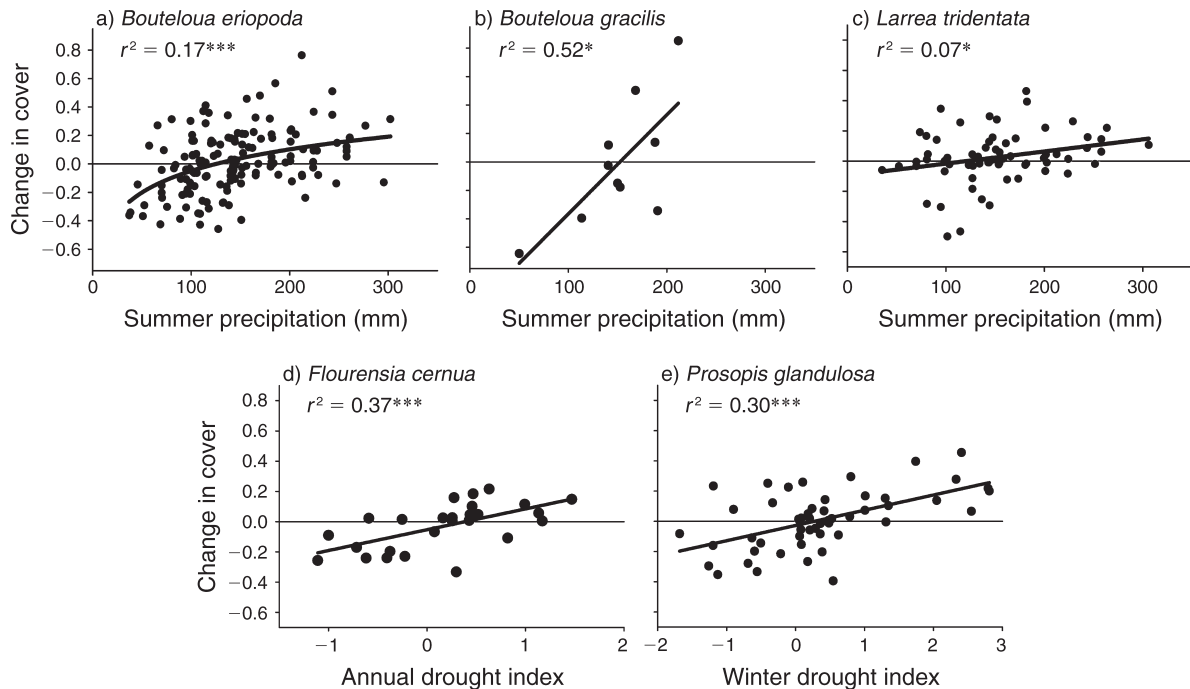 a) Bouteloua eriopoda
r² = 0.17***
b) Bouteloua gracilis
r² = 0.52*
c) Larrea tridentata
r² = 0.07*
Change in cover
0.8
0.6
0.4
0.2
0.0
−0.2
−0.4
−0.6
0 100 200 300
0 100 200 300
0 100 200 300
Summer precipitation (mm)
Summer precipitation (mm)
Summer precipitation (mm)
d) Flourensia cernua
r² = 0.37***
e) Prosopis glandulosa
r² = 0.30***
Change in cover
0.8
0.6
0.4
0.2
0.0
−0.2
−0.4
−0.6
−1 0 1 2
−2 −1 0 1 2 3
Annual drought index
Winter drought index